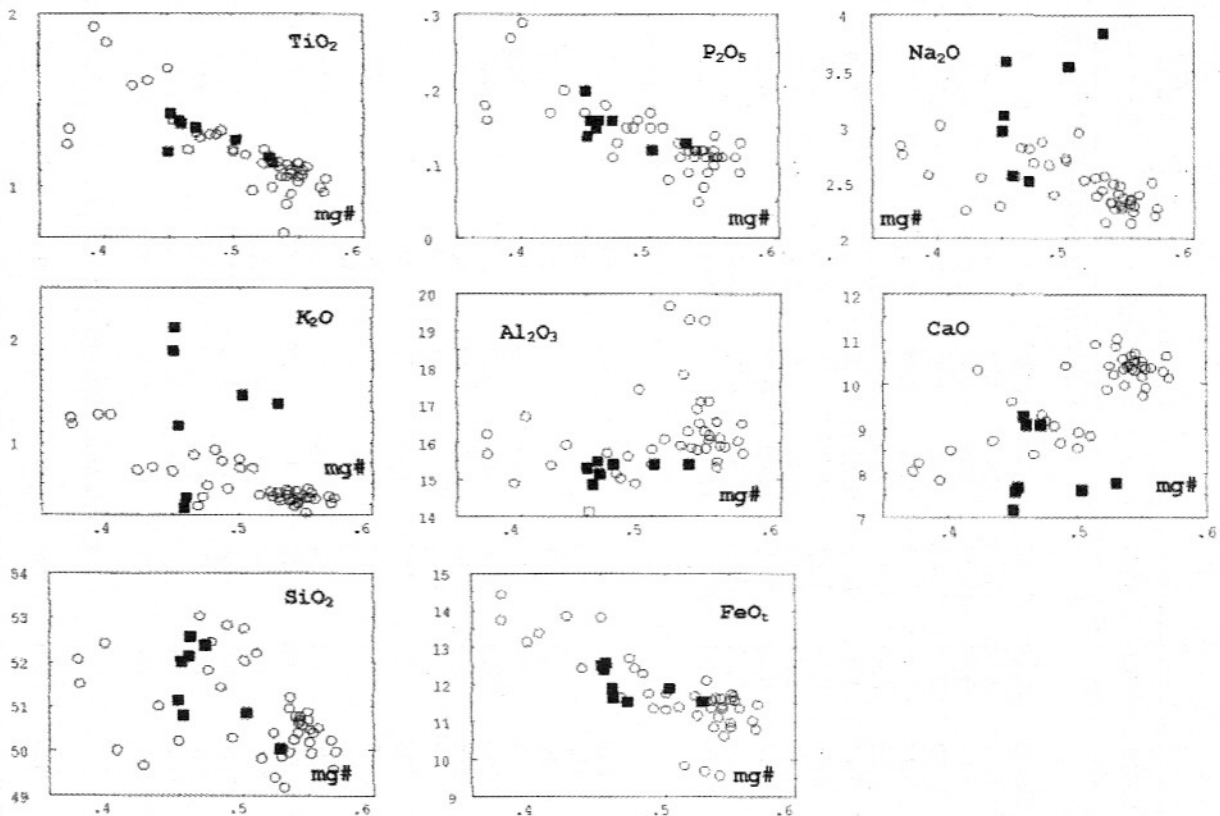 2
TiO₂
1
mg#
.4 .5 .6
.3
P₂O₅
.2
.1
mg#
0
.4 .5 .6
4
Na₂O
3.5
3
2.5
mg#
2
.4 .5 .6
K₂O
2
1
mg#
.4 .5 .6
20
19
Al₂O₃
18
17
16
15
mg#
14
.4 .5 .6
12
CaO
11
10
9
8
mg#
7
.4 .5 .6
54
SiO₂
53
52
51
50
mg#
49
.4 .5 .6
15
14
FeOₜ
13
12
11
10
mg#
9
.4 .5 .6